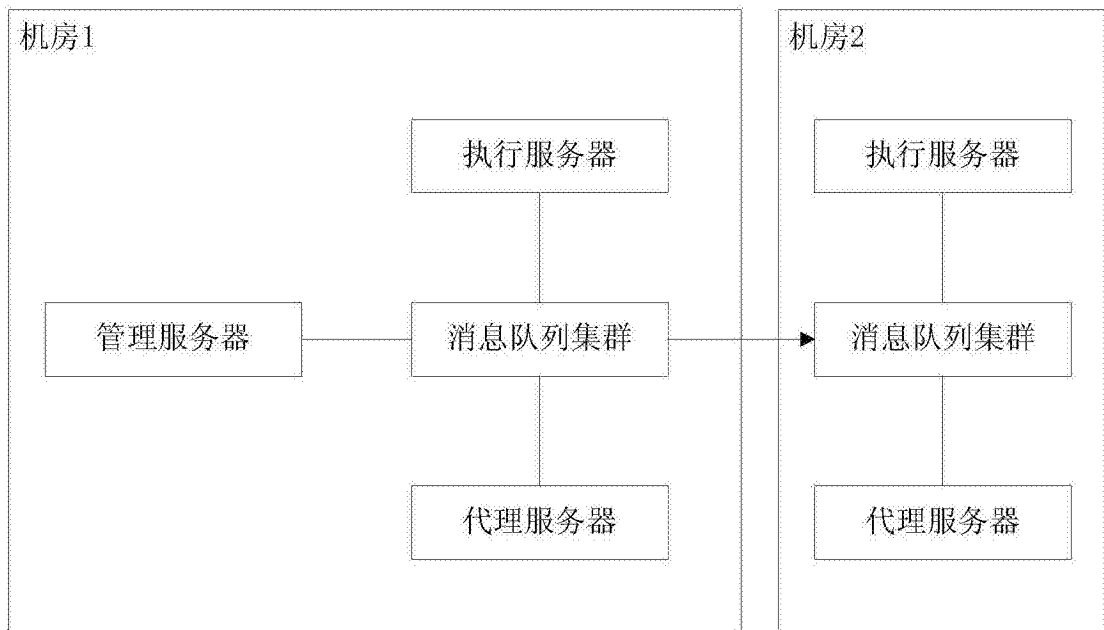 机房1
机房2
执行服务器
执行服务器
管理服务器
消息队列集群
消息队列集群
代理服务器
代理服务器